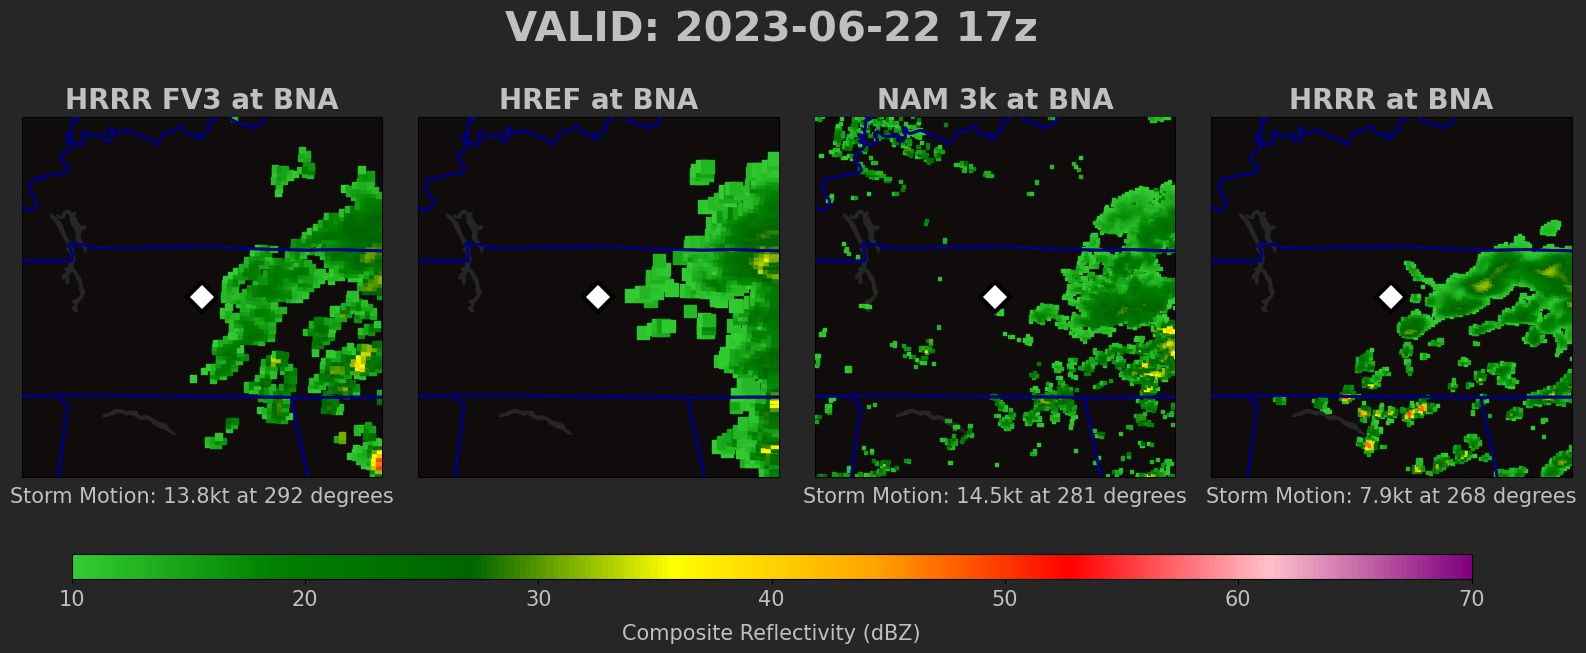 VALID: 2023-06-22 17z
HRRR FV3 at BNA
HREF at BNA
NAM 3k at BNA
HRRR at BNA
Storm Motion: 13.8kt at 292 degrees
Storm Motion: 14.5kt at 281 degrees
Storm Motion: 7.9kt at 268 degrees
10 20 30 40 50 60 70
Composite Reflectivity (dBZ)